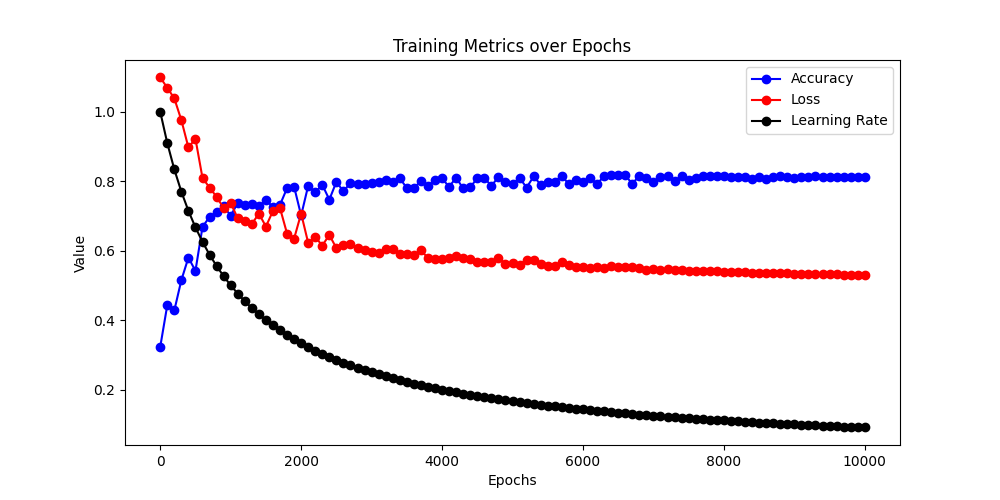 Training Metrics over Epochs
Accuracy
Loss
Learning Rate
Value
1.0
0.8
0.6
0.4
0.2
0 2000 4000 6000 8000 10000
Epochs